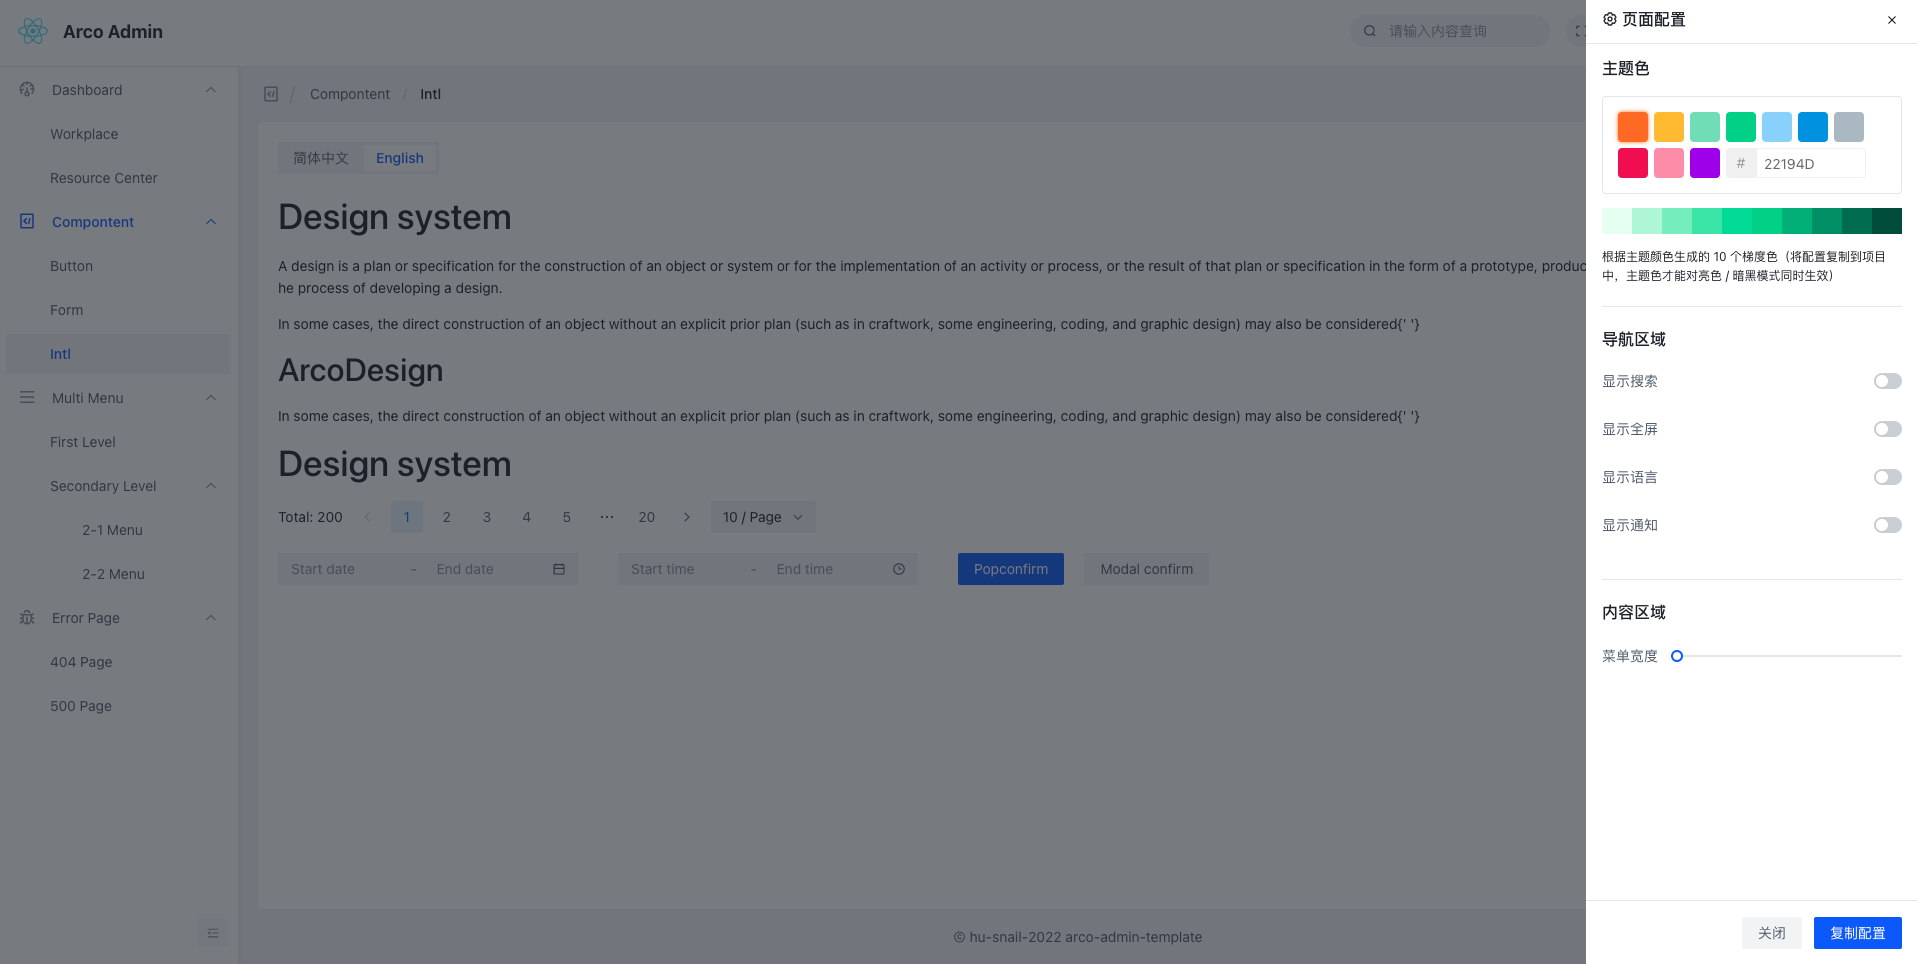 Arco Admin
请输入内容查询
Dashboard
Workplace
Resource Center
Compontent
Button
Form
Intl
Multi Menu
First Level
Secondary Level
2-1 Menu
2-2 Menu
Error Page
404 Page
500 Page
/ Compontent / Intl
简体中文 English
Design system
A design is a plan or specification for the construction of an object or system or for the implementation of an activity or process, or the result of that plan or specification in the form of a prototype, produc
he process of developing a design.
In some cases, the direct construction of an object without an explicit prior plan (such as in craftwork, some engineering, coding, and graphic design) may also be considered{' '}
ArcoDesign
In some cases, the direct construction of an object without an explicit prior plan (such as in craftwork, some engineering, coding, and graphic design) may also be considered{' '}
Design system
Total: 200 < 1 2 3 4 5 ··· 20 > 10 / Page
Start date - End date
Start time - End time
Popconfirm
Modal confirm
© hu-snail-2022 arco-admin-template
页面配置
主题色
# 22194D
根据主题颜色生成的 10 个梯度色（将配置复制到项目
中，主题色才能对亮色 / 暗黑模式同时生效）
导航区域
显示搜索
显示全屏
显示语言
显示通知
内容区域
菜单宽度
关闭
复制配置